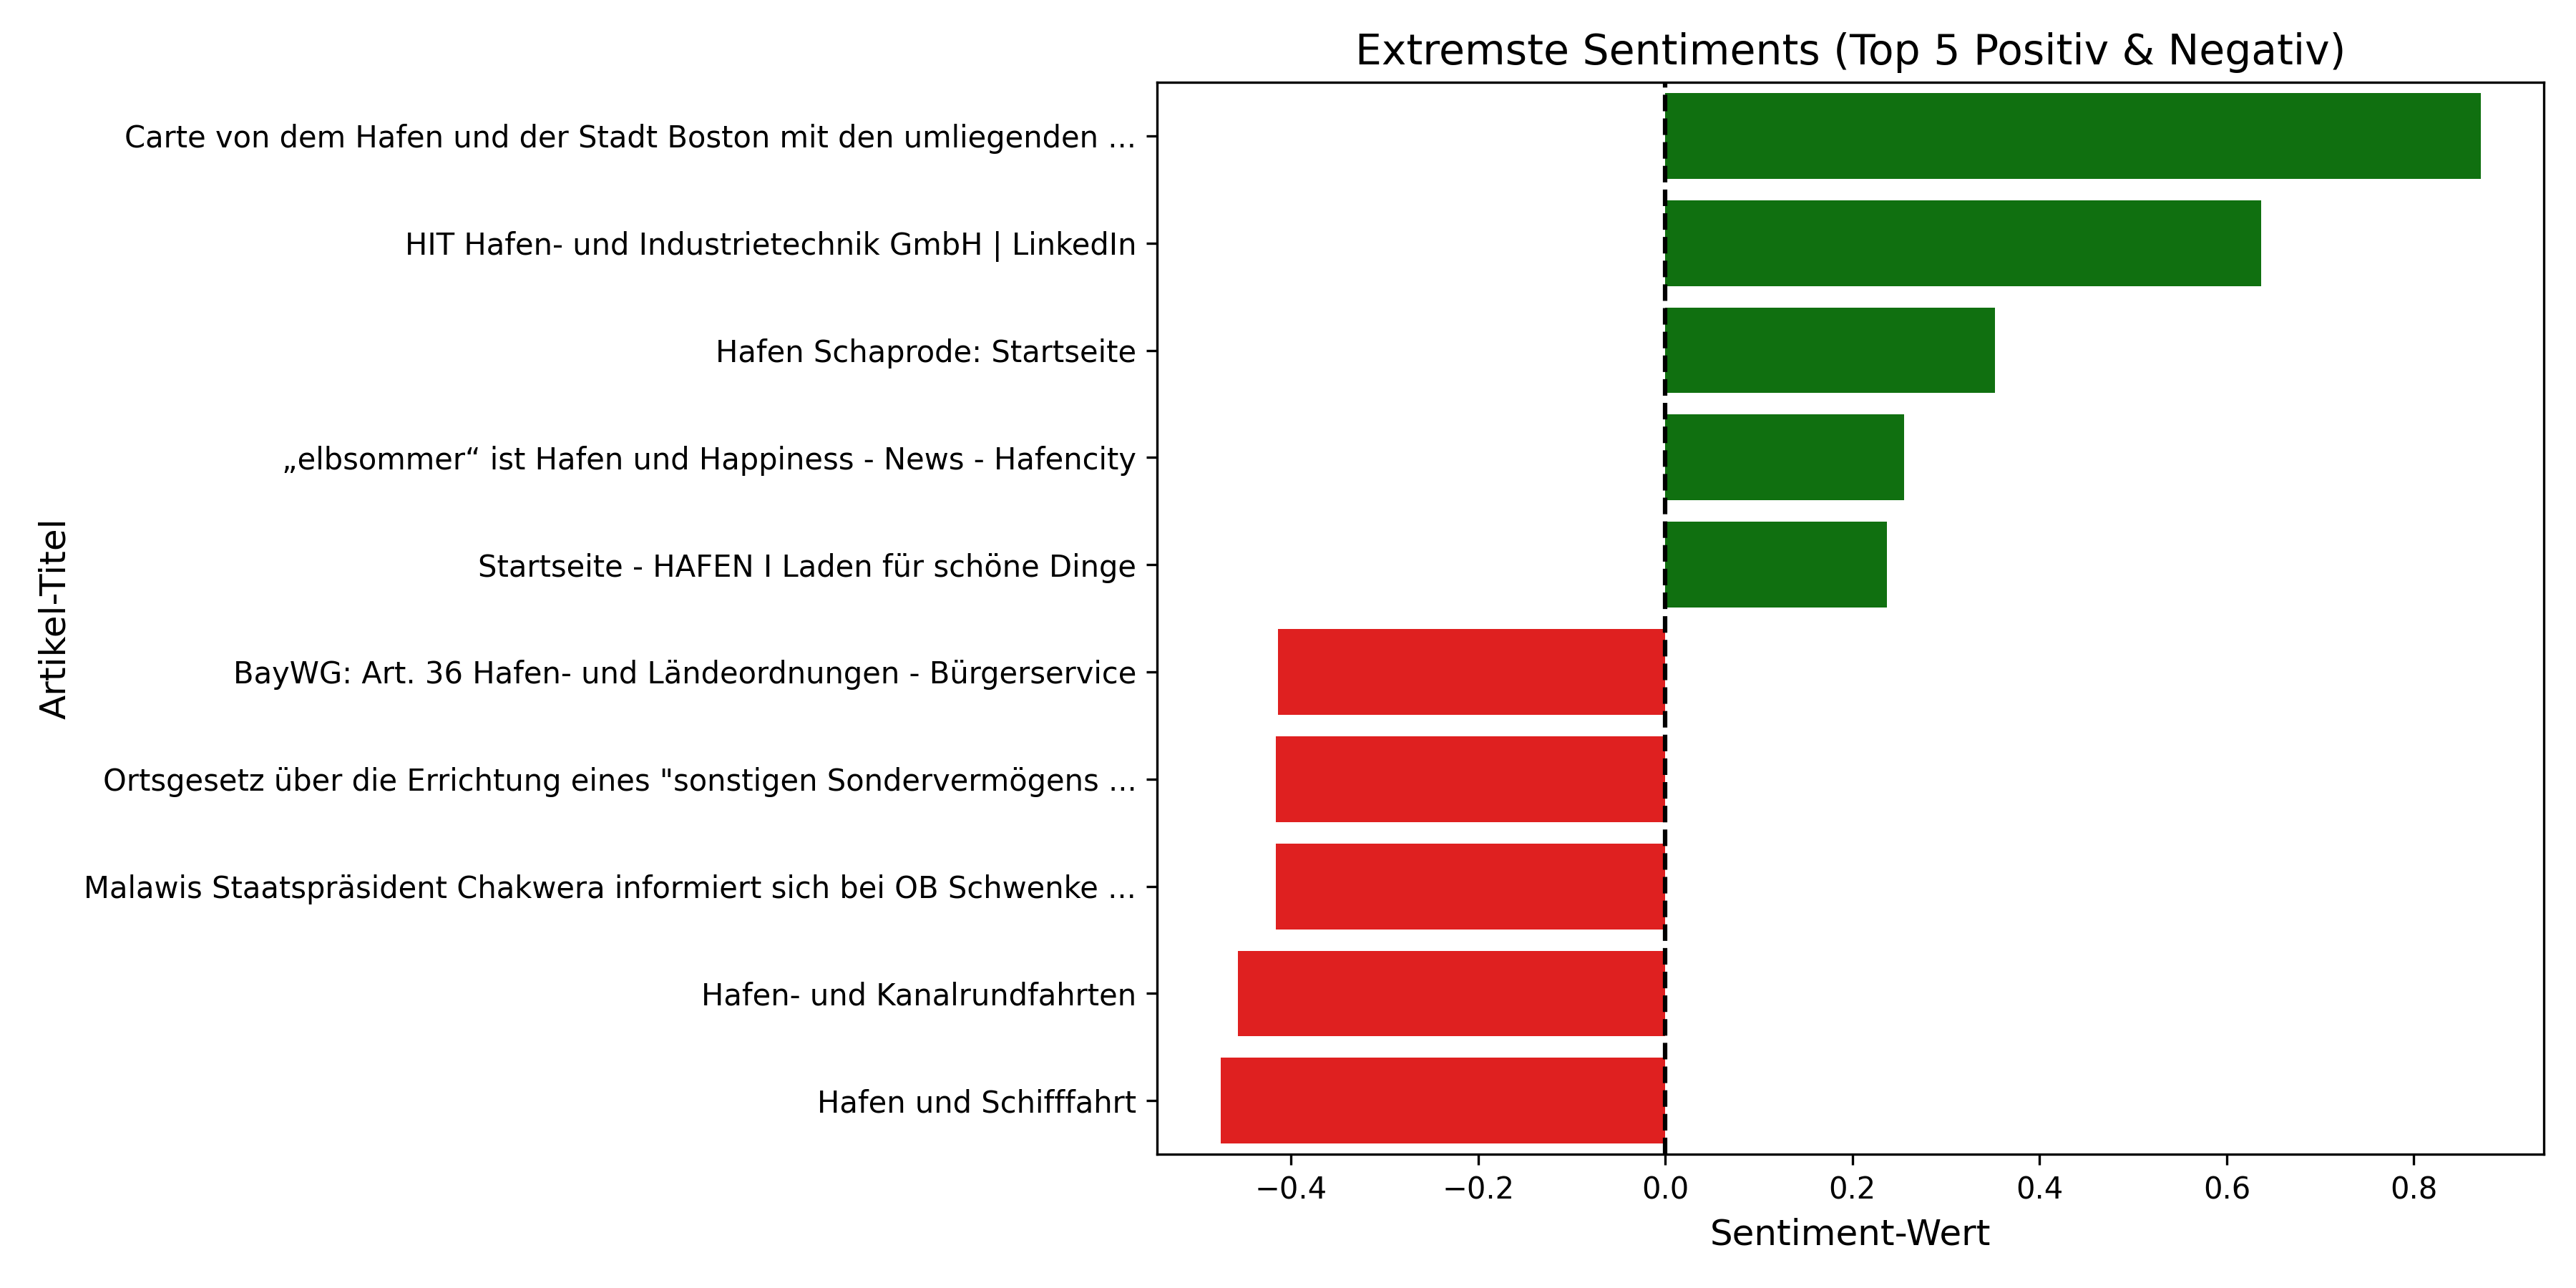 Extremste Sentiments (Top 5 Positiv & Negativ)
Artikel-Titel
Carte von dem Hafen und der Stadt Boston mit den umliegenden ...
HIT Hafen- und Industrietechnik GmbH | LinkedIn
Hafen Schaprode: Startseite
„elbsommer“ ist Hafen und Happiness - News - Hafencity
Startseite - HAFEN I Laden für schöne Dinge
BayWG: Art. 36 Hafen- und Ländeordnungen - Bürgerservice
Ortsgesetz über die Errichtung eines "sonstigen Sondervermögens ...
Malawis Staatspräsident Chakwera informiert sich bei OB Schwenke ...
Hafen- und Kanalrundfahrten
Hafen und Schifffahrt
−0.4 −0.2 0.0 0.2 0.4 0.6 0.8
Sentiment-Wert